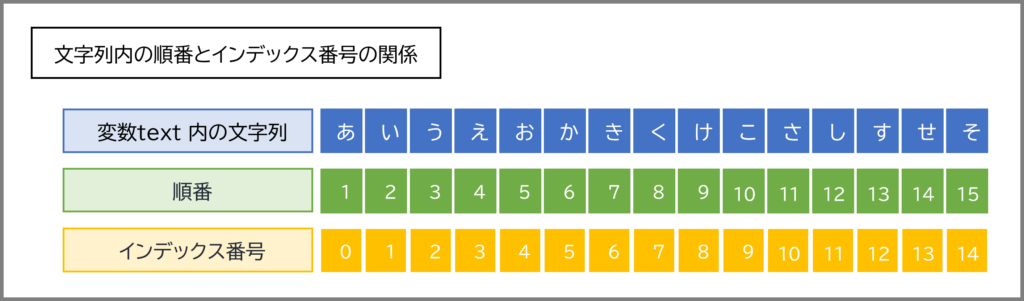 文字列内の順番とインデックス番号の関係
変数text 内の文字列 あ い う え お か き く け こ さ し す せ そ
順番 1 2 3 4 5 6 7 8 9 10 11 12 13 14 15
インデックス番号 0 1 2 3 4 5 6 7 8 9 10 11 12 13 14